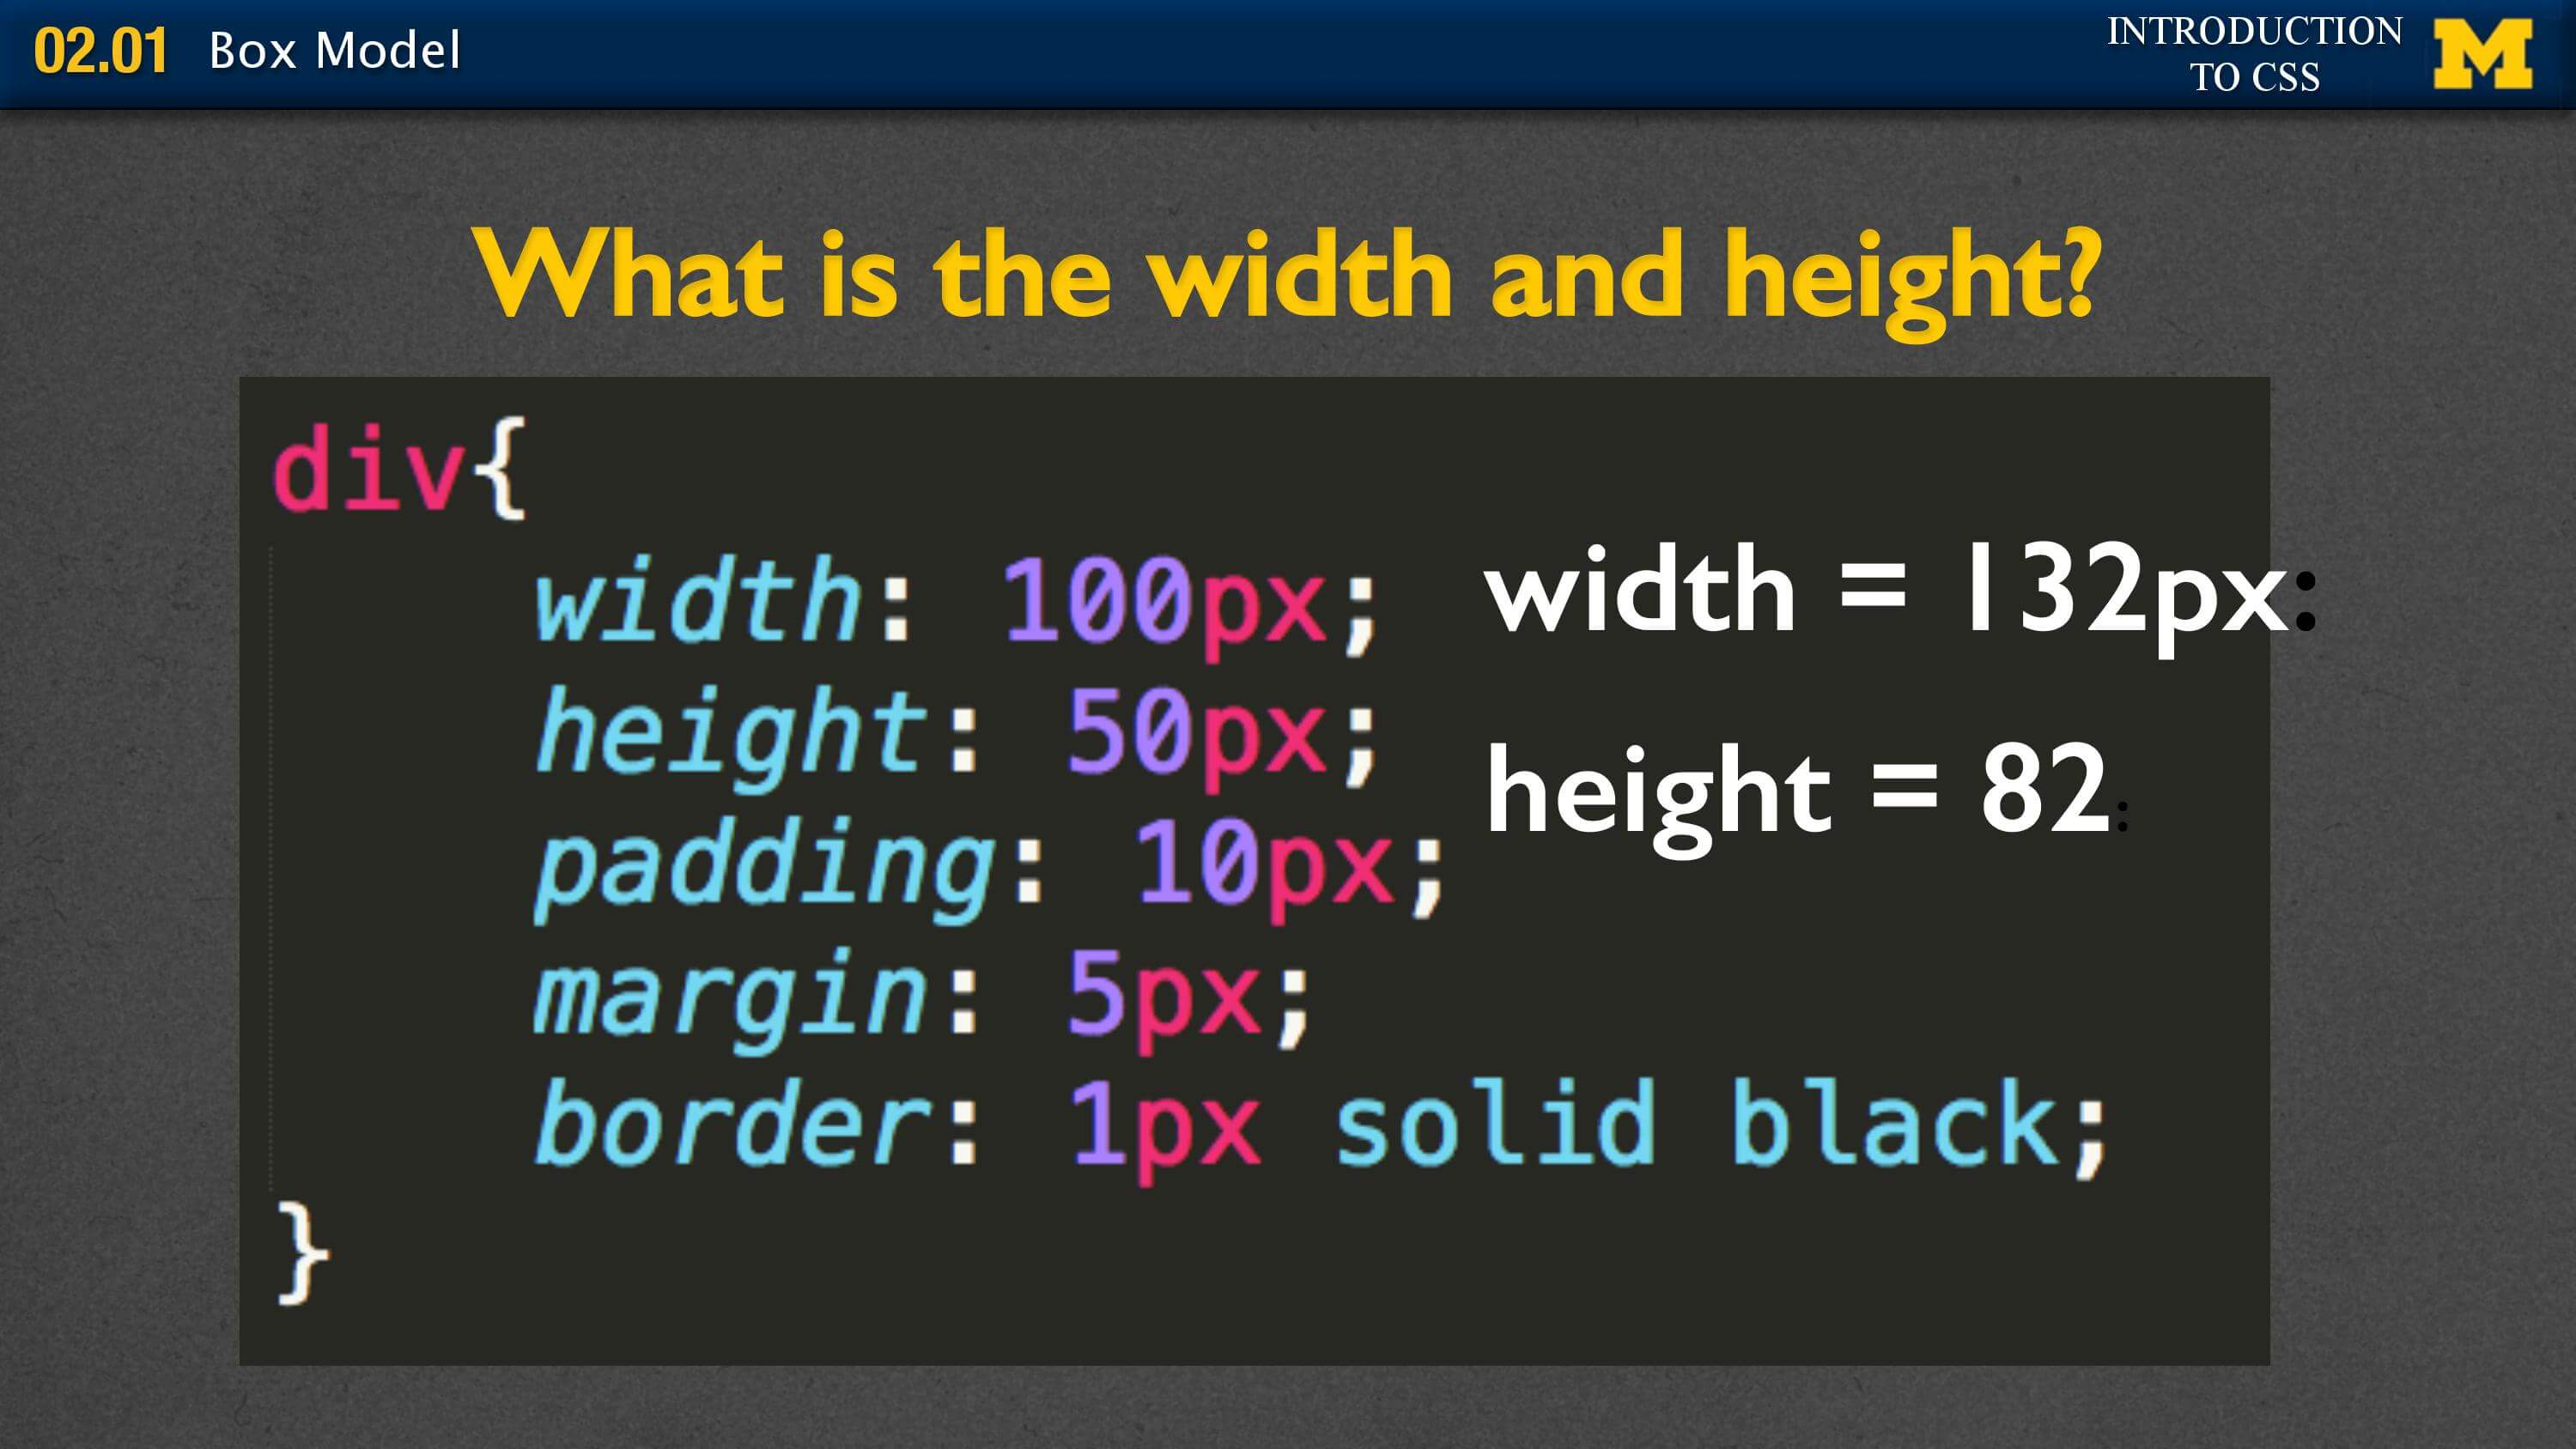 02.01 Box Model
INTRODUCTION
TO CSS
M
What is the width and height?
div{
width: 100px;
height: 50px;
padding: 10px;
margin: 5px;
border: 1px solid black;
}
width = 132px:
height = 82: